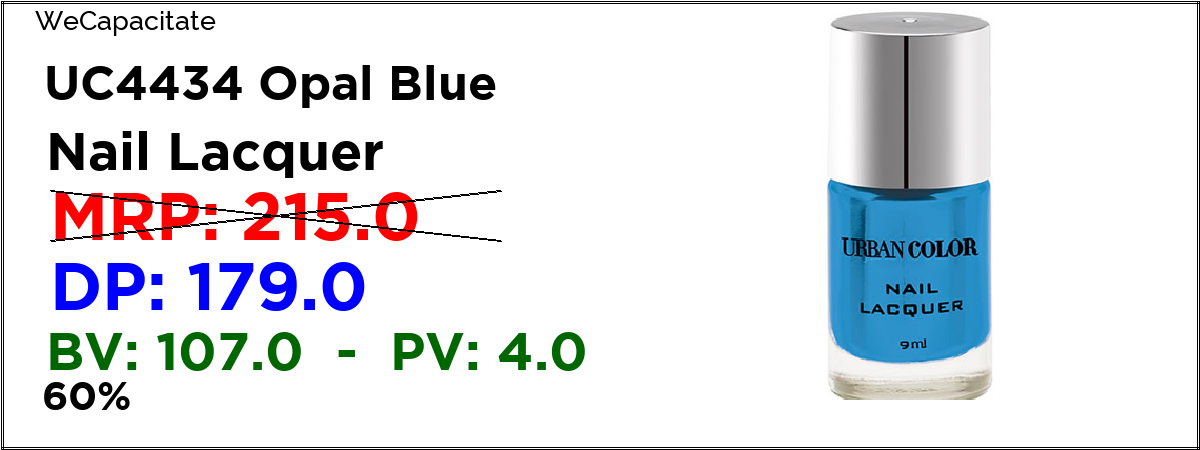 WeCapacitate
UC4434 Opal Blue
Nail Lacquer
MRP: 215.0
DP: 179.0
BV: 107.0 - PV: 4.0
60%
URBAN COLOR
NAIL
LACQUER
9ml